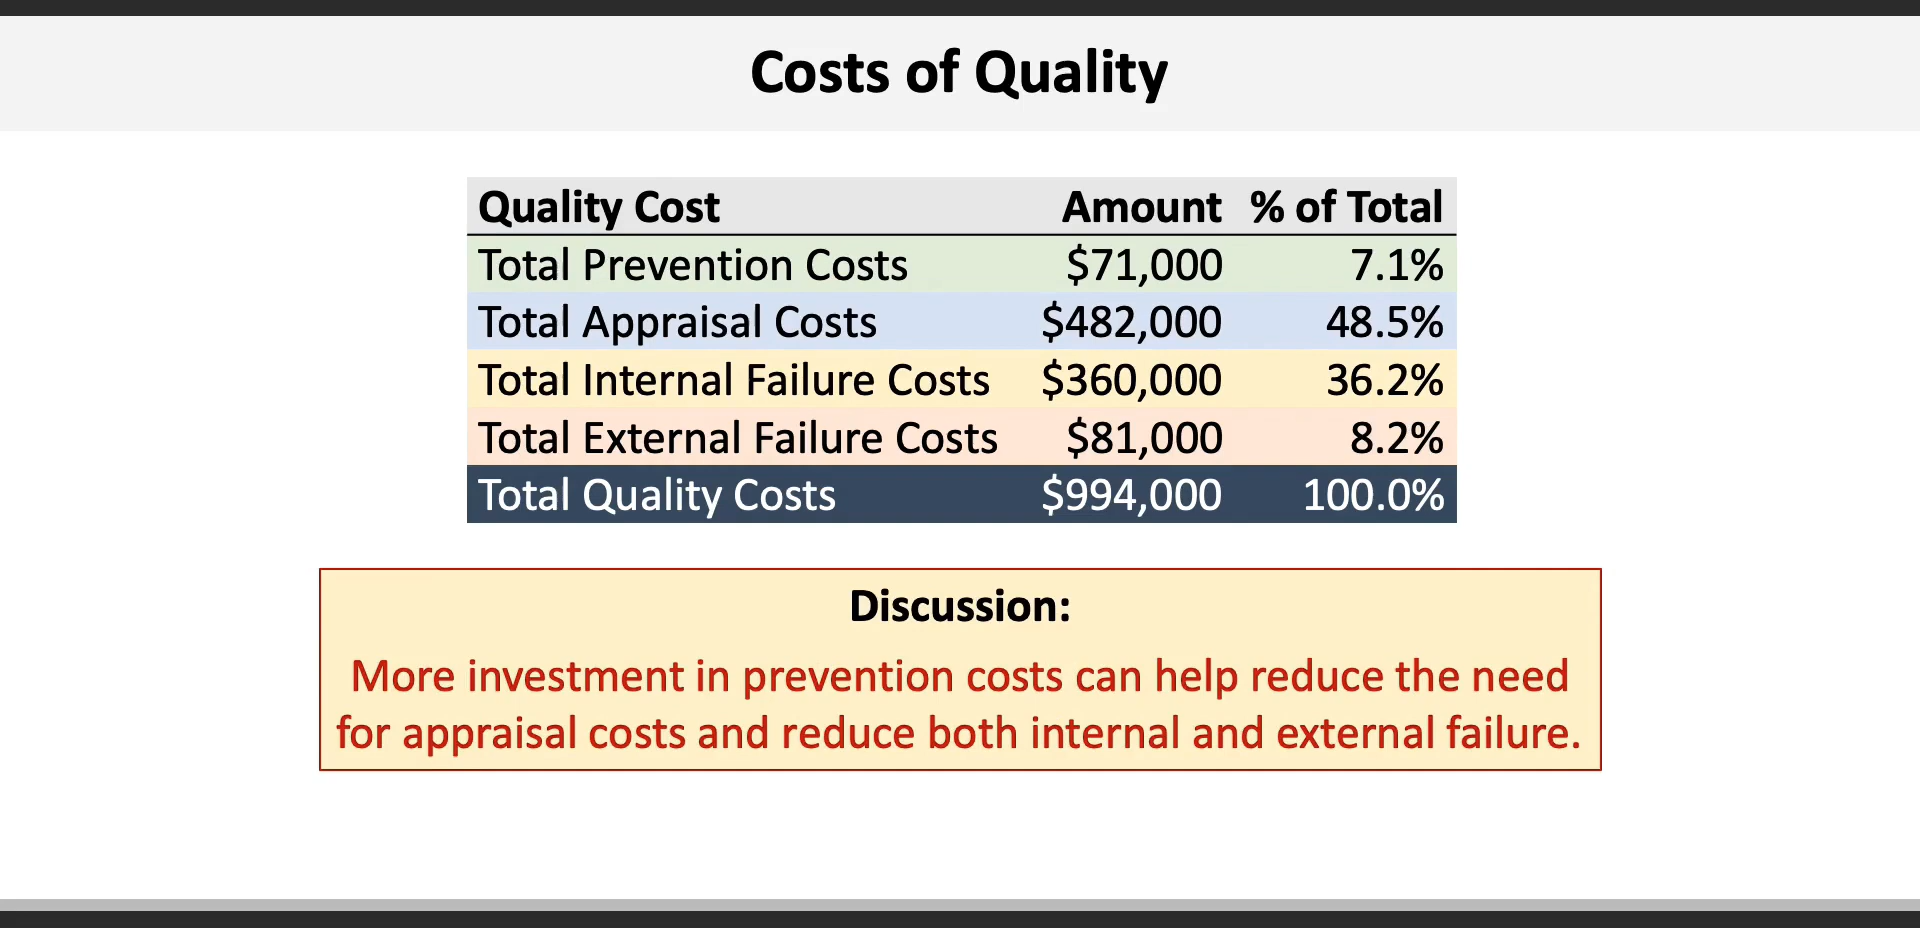 Costs of Quality
Quality Cost Amount % of Total
Total Prevention Costs $71,000 7.1%
Total Appraisal Costs $482,000 48.5%
Total Internal Failure Costs $360,000 36.2%
Total External Failure Costs $81,000 8.2%
Total Quality Costs $994,000 100.0%
Discussion:
More investment in prevention costs can help reduce the need
for appraisal costs and reduce both internal and external failure.